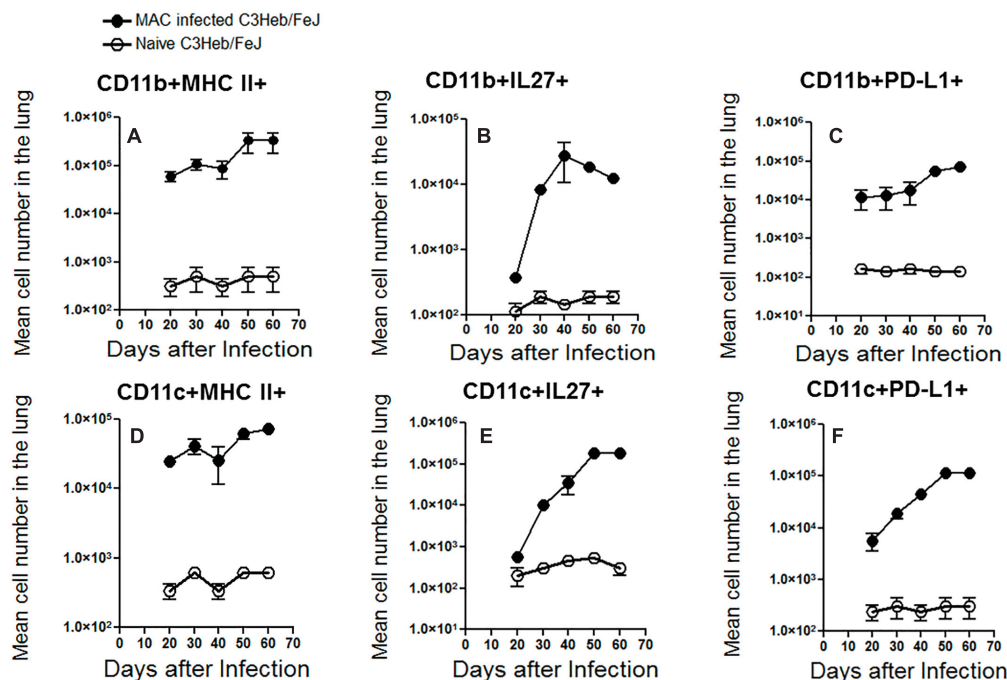 MAC infected C3Heb/FeJ
Naive C3Heb/FeJ
CD11b+MHC II+
CD11b+IL27+
CD11b+PD-L1+
Mean cell number in the lung
A
1.0×10⁶
1.0×10⁵
1.0×10⁴
1.0×10³
1.0×10²
0 10 20 30 40 50 60 70
Days after Infection
Mean cell number in the lung
B
1.0×10⁵
1.0×10⁴
1.0×10³
1.0×10²
0 10 20 30 40 50 60 70
Days after Infection
Mean cell number in the lung
C
1.0×10⁶
1.0×10⁵
1.0×10⁴
1.0×10³
1.0×10²
1.0×10¹
0 10 20 30 40 50 60 70
Days after Infection
CD11c+MHC II+
CD11c+IL27+
CD11c+PD-L1+
Mean cell number in the lung
D
1.0×10⁵
1.0×10⁴
1.0×10³
1.0×10²
0 10 20 30 40 50 60 70
Days after Infection
Mean cell number in the lung
E
1.0×10⁶
1.0×10⁵
1.0×10⁴
1.0×10³
1.0×10²
1.0×10¹
0 10 20 30 40 50 60 70
Days after Infection
Mean cell number in the lung
F
1.0×10⁶
1.0×10⁵
1.0×10⁴
1.0×10³
1.0×10²
0 10 20 30 40 50 60 70
Days after Infection